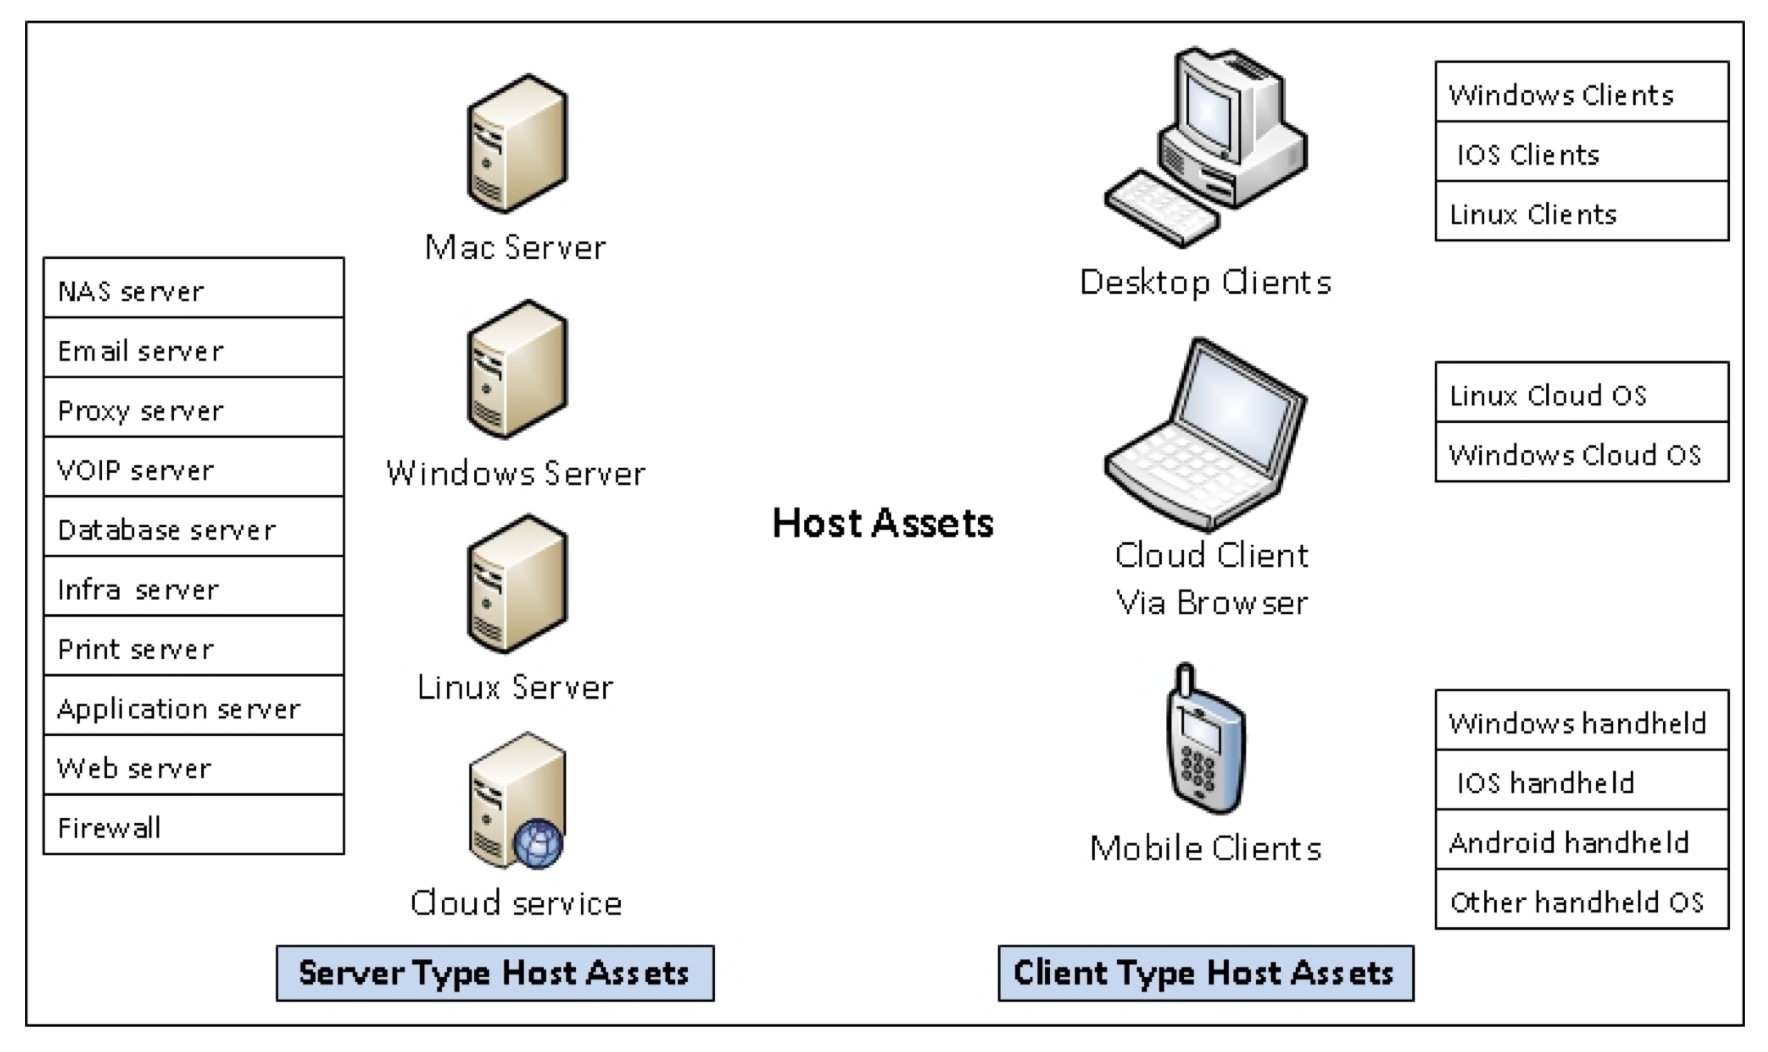 Mac Server
Windows Server
Linux Server
Cloud service
NAS server
Email server
Proxy server
VOIP server
Database server
Infra server
Print server
Application server
Web server
Firewall
Server Type Host Assets
Host Assets
Desktop Clients
Windows Clients
IOS Clients
Linux Clients
Cloud Client
Via Browser
Linux Cloud OS
Windows Cloud OS
Mobile Clients
Windows handheld
IOS handheld
Android handheld
Other handheld OS
Client Type Host Assets